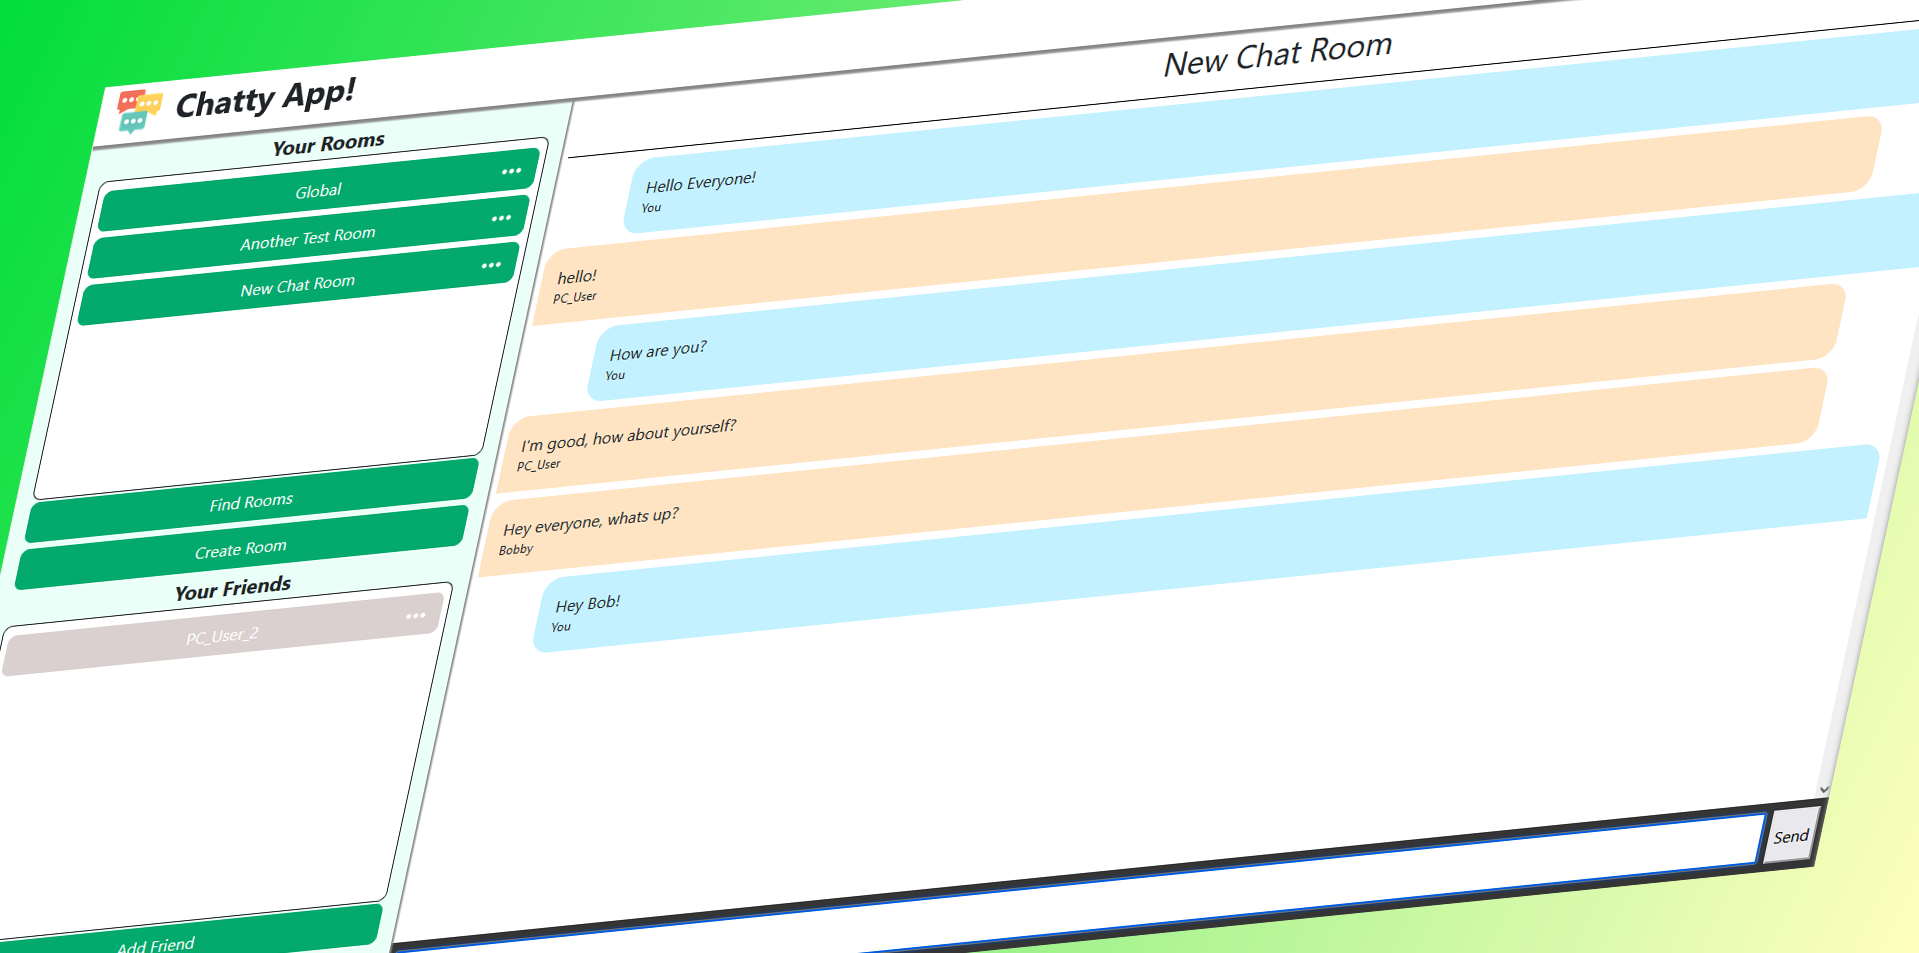 Chatty App!
Your Rooms
Global
Another Test Room
New Chat Room
Find Rooms
Create Room
Your Friends
PC_User_2
Add Friend
New Chat Room
Hello Everyone!
You
hello!
PC_User
How are you?
You
I'm good, how about yourself?
PC_User
Hey everyone, whats up?
Bobby
Hey Bob!
You
Send